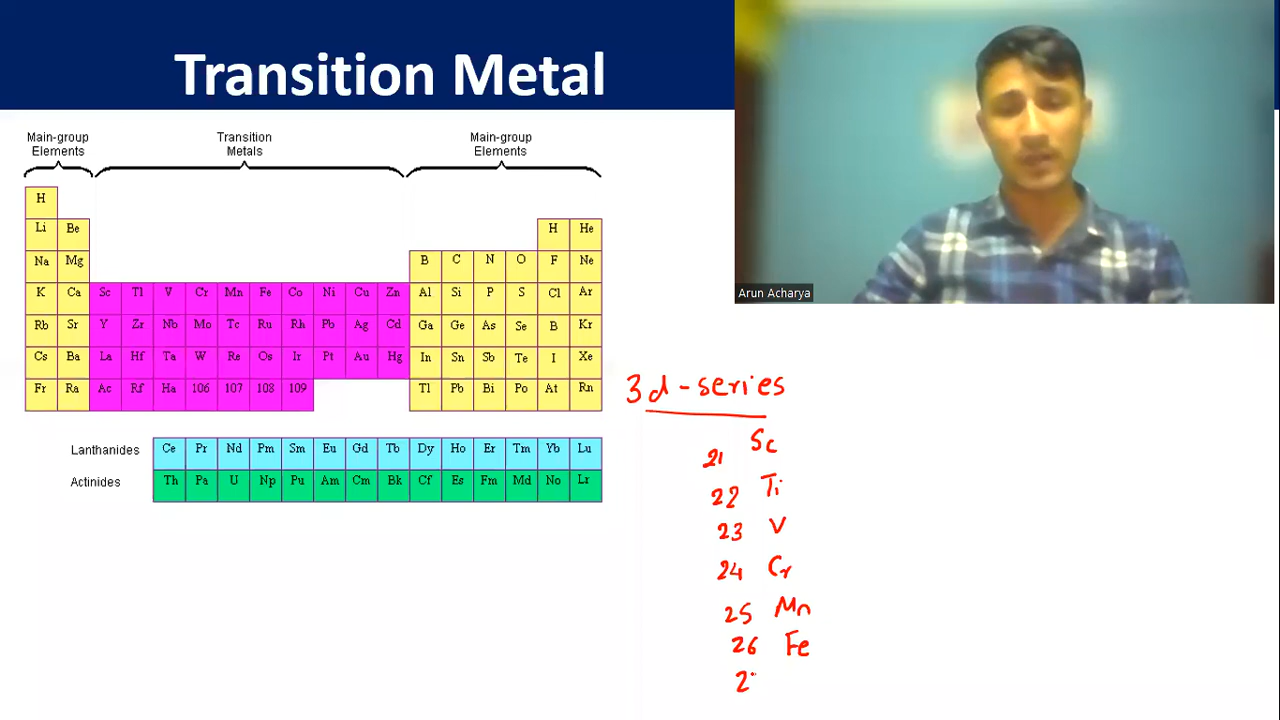 Transition Metal
Main-group Elements
Transition Metals
Main-group Elements
H
Li Be H He
Na Mg B C N O F Ne
K Ca Sc Tl V Cr Mn Fe Co Ni Cu Zn Al Si P S Cl Ar
Rb Sr Y Zr Nb Mo Tc Ru Rh Pb Ag Cd Ga Ge As Se B Kr
Cs Ba La Hf Ta W Re Os Ir Pt Au Hg In Sn Sb Te I Xe
Fr Ra Ac Rf Ha 106 107 108 109 Tl Pb Bi Po At Rn
Lanthanides Ce Pr Nd Pm Sm Eu Gd Tb Dy Ho Er Tm Yb Lu
Actinides Th Pa U Np Pu Am Cm Bk Cf Es Fm Md No Lr
Arun Acharya
3d-series
21 Sc
22 Ti
23 V
24 Cr
25 Mn
26 Fe